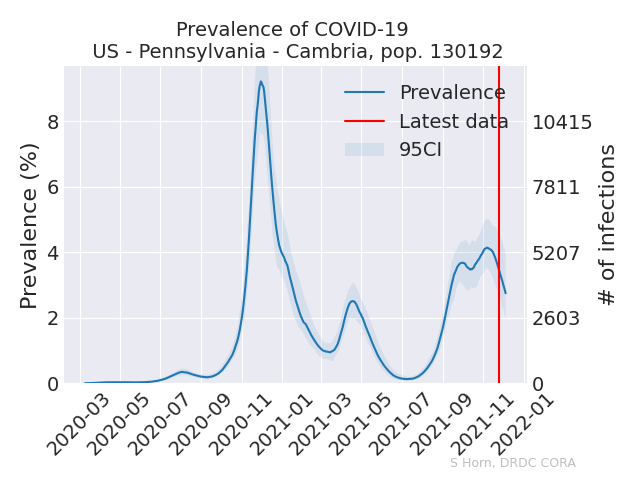 Prevalence of COVID-19
US - Pennsylvania - Cambria, pop. 130192
Prevalence (%)
8
6
4
2
0
Prevalence
Latest data
95CI
10415
7811
5207
2603
0
# of infections
2020-03
2020-05
2020-07
2020-09
2020-11
2021-01
2021-03
2021-05
2021-07
2021-09
2021-11
2022-01
S Horn, DRDC CORA